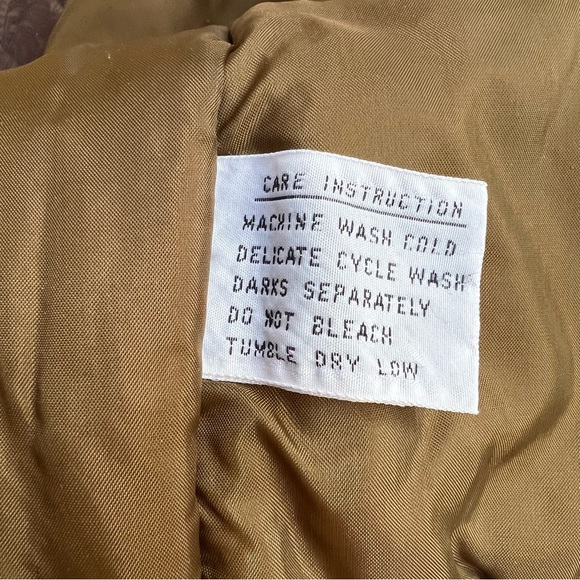 CARE INSTRUCTION
MACHINE WASH COLD
DELICATE CYCLE WASH
DARKS SEPARATELY
DO NOT BLEACH
TUMBLE DRY LOW